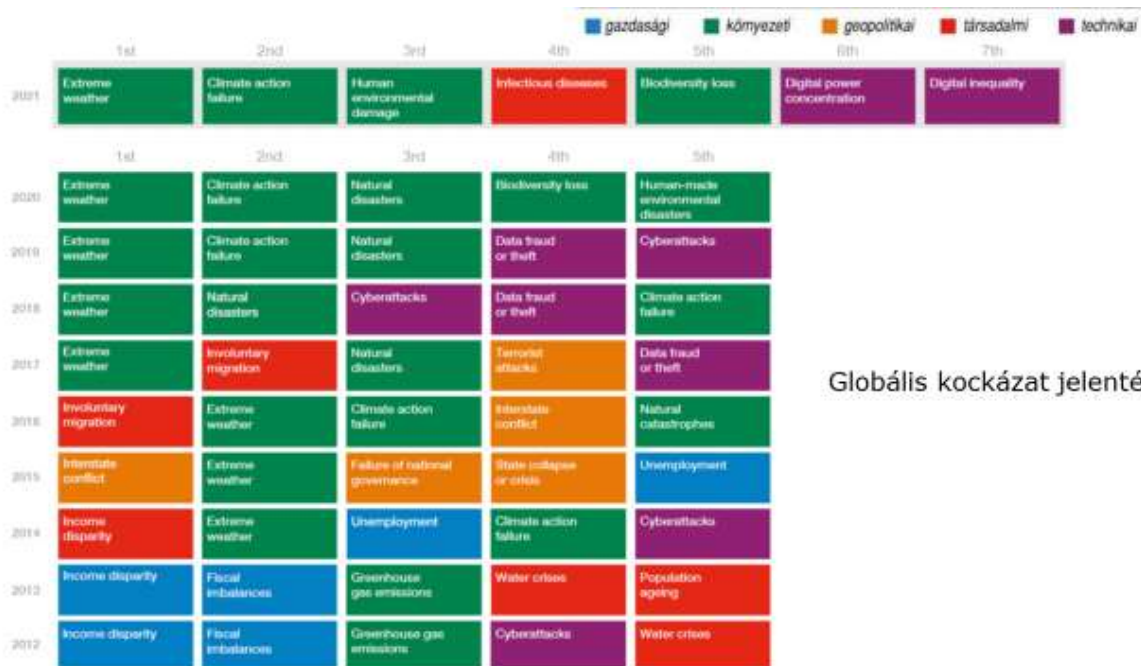 gazdasági környezeti geopolitikai társadalmi technikai
1st 2nd 3rd 4th 5th 6th 7th
2021
Extreme
weather
Climate action
failure
Human
environmental
damage
Infectious diseases
Biodiversity loss
Digital power
concentration
Digital inequality
1st 2nd 3rd 4th 5th
2020
Extreme
weather
Climate action
failure
Natural
disasters
Biodiversity loss
Human-made
environmental
disasters
2019
Extreme
weather
Climate action
failure
Natural
disasters
Data fraud
or theft
Cyberattacks
2018
Extreme
weather
Natural
disasters
Cyberattacks
Data fraud
or theft
Climate action
failure
2017
Extreme
weather
Involuntary
migration
Natural
disasters
Terrorist
attacks
Data fraud
or theft
Globális kockázat jelenté
2016
Involuntary
migration
Extreme
weather
Climate action
failure
Interstate
conflict
Natural
catastrophes
2015
Interstate
conflict
Extreme
weather
Failure of national
governance
State collapse
or crisis
Unemployment
2014
Income
disparity
Extreme
weather
Unemployment
Climate action
failure
Cyberattacks
2013
Income disparity
Fiscal
imbalances
Greenhouse
gas emissions
Water crises
Population
ageing
2012
Income disparity
Fiscal
imbalances
Greenhouse gas
emissions
Cyberattacks
Water crises